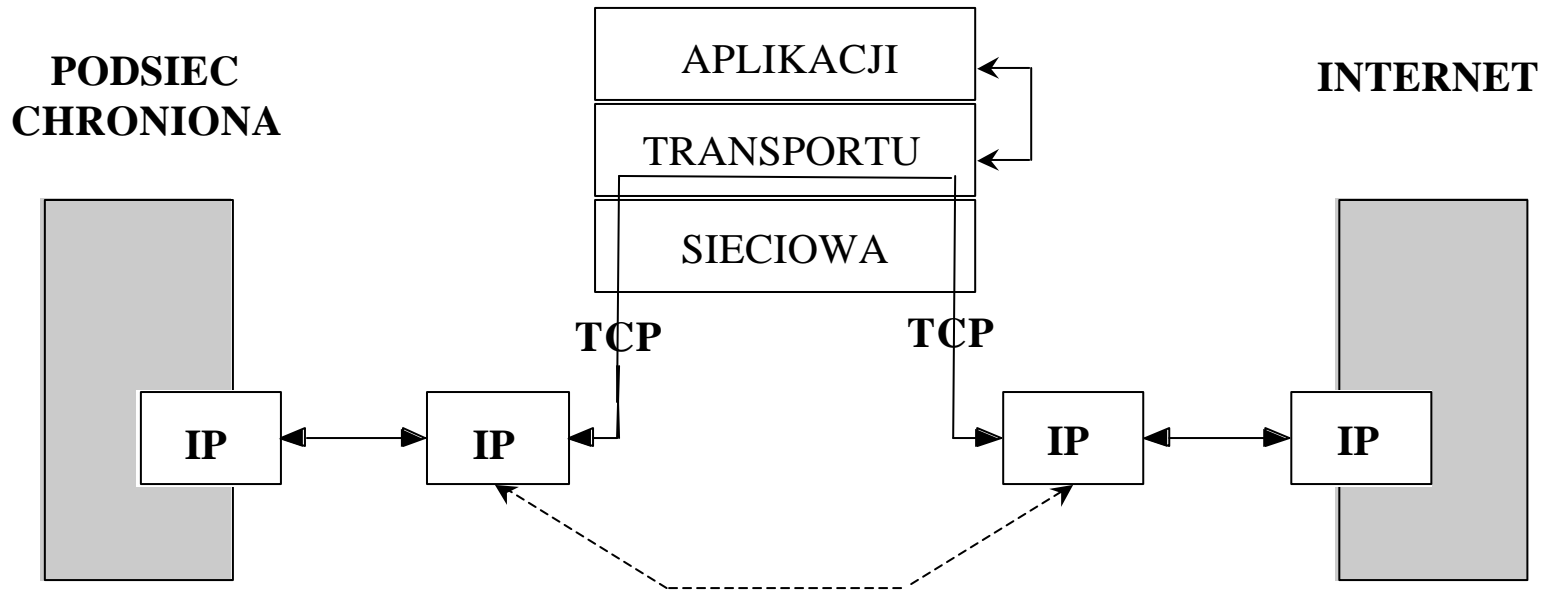 PODSIEC
CHRONIONA
APLIKACJI
TRANSPORTU
SIECIOWA
INTERNET
TCP
TCP
IP
IP
IP
IP